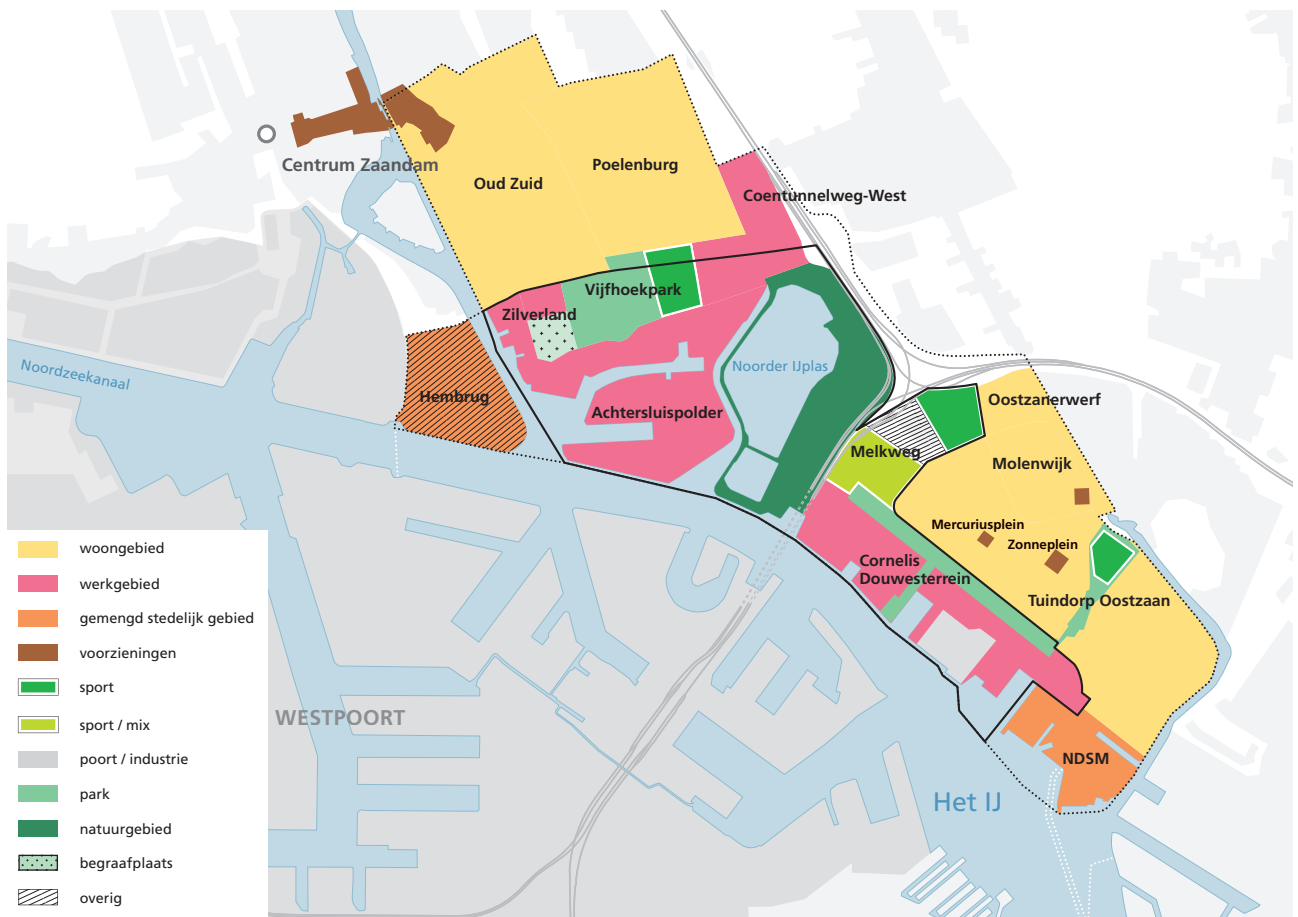 Centrum Zaandam
Oud Zuid
Poelenburg
Coentunnelweg-West
Vijfhoekpark
Zilverland
Noordzeekanaal
Hembrug
Noorder IJplas
Achtersluispolder
Oostzanerwerf
Melkweg
Molenwijk
Mercuriusplein
Zonneplein
Cornelis
Douwesterrein
Tuindorp Oostzaan
WESTPOORT
NDSM
Het IJ
woongebied
werkgebied
gemengd stedelijk gebied
voorzieningen
sport
sport / mix
poort / industrie
park
natuurgebied
begraafplaats
overig